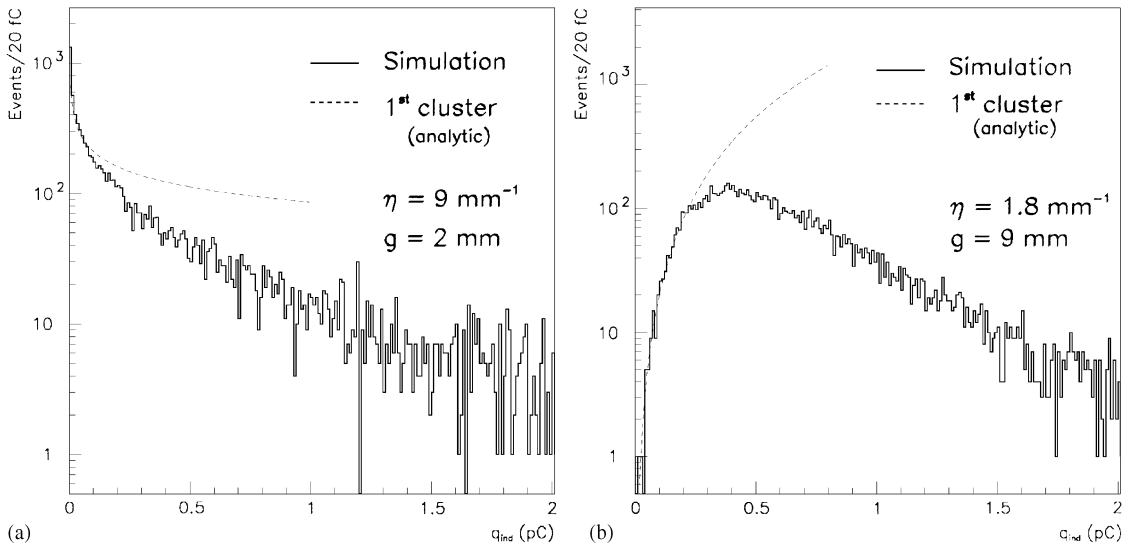 Events/20 fC
10³
10²
10
1
Simulation
1ˢᵗ cluster
(analytic)
η = 9 mm⁻¹
g = 2 mm
0 0.5 1 1.5 2
(a)
q_ind (pC)
Events/20 fC
10³
10²
10
1
Simulation
1ˢᵗ cluster
(analytic)
η = 1.8 mm⁻¹
g = 9 mm
0 0.5 1 1.5 2
(b)
q_ind (pC)